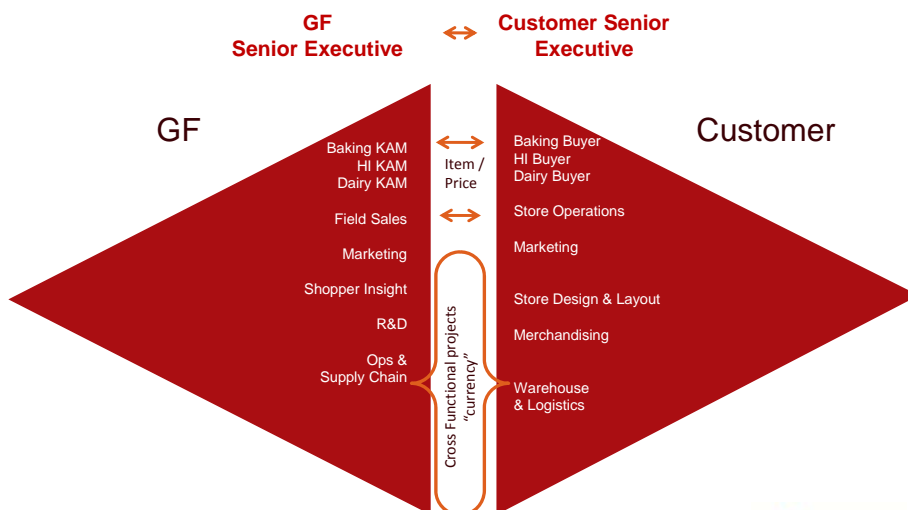 GF
Senior Executive
Customer Senior
Executive
GF
Customer
Baking KAM
HI KAM
Dairy KAM
Field Sales
Marketing
Shopper Insight
R&D
Ops &
Supply Chain
Item /
Price
Cross Functional projects
“currency”
Baking Buyer
HI Buyer
Dairy Buyer
Store Operations
Marketing
Store Design & Layout
Merchandising
Warehouse
& Logistics